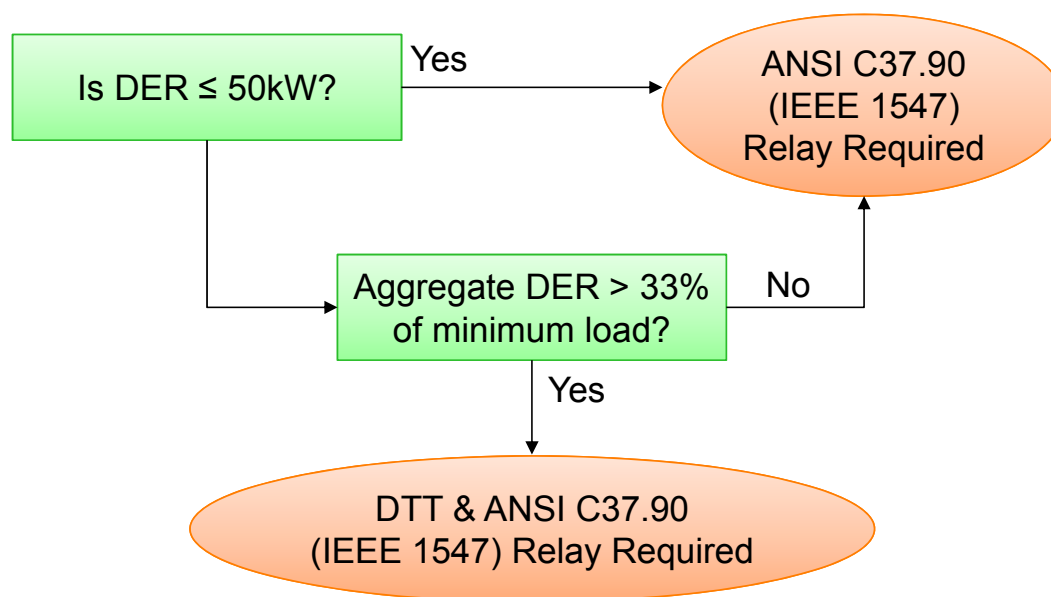 Is DER ≤ 50kW?
Yes
ANSI C37.90
(IEEE 1547)
Relay Required
Aggregate DER > 33%
of minimum load?
No
Yes
DTT & ANSI C37.90
(IEEE 1547) Relay Required